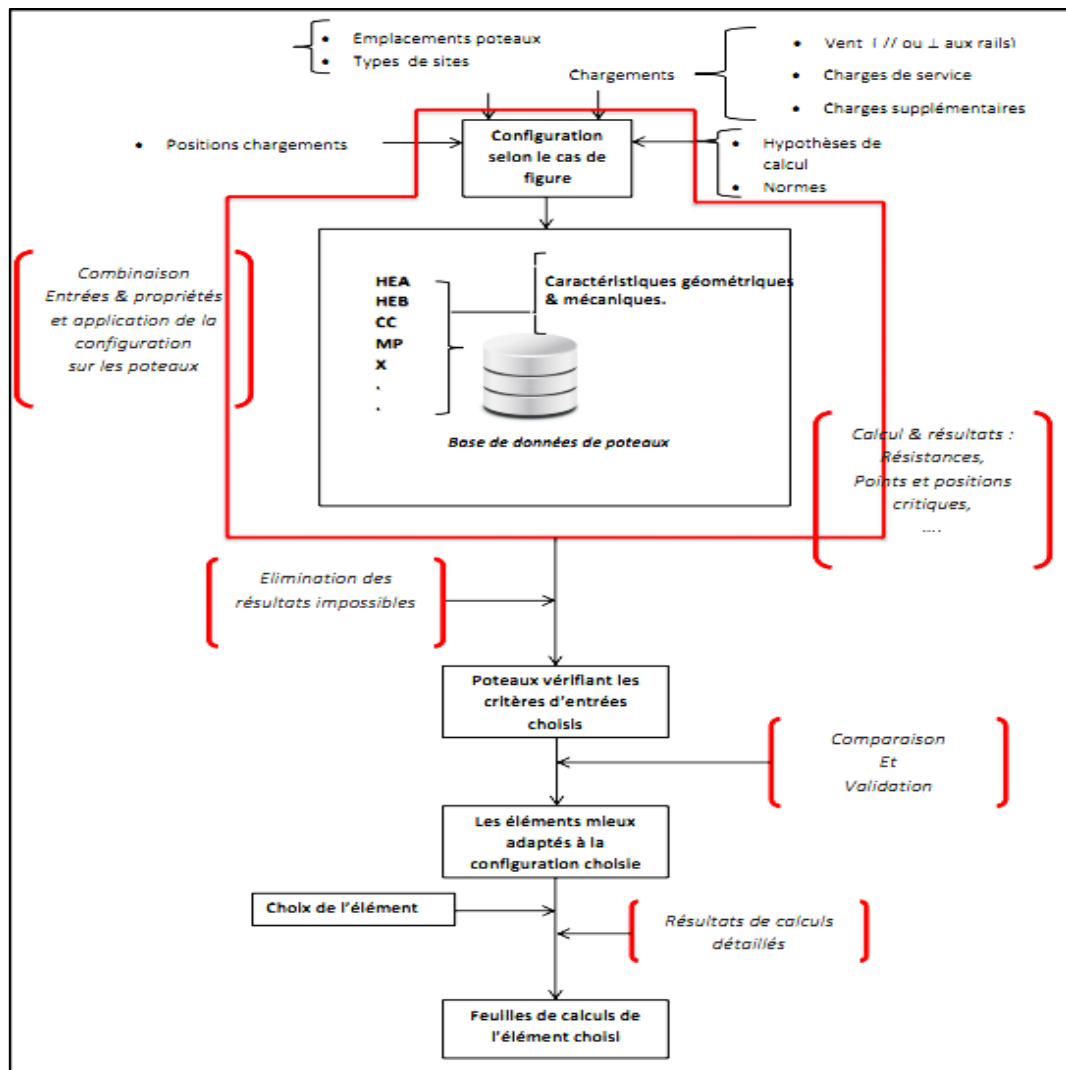 • Emplacements poteaux
• Types de sites
Chargements
• Vent ( // ou ⊥ aux rails)
• Charges de service
• Charges supplémentaires
• Positions chargements
Configuration
selon le cas de
figure
• Hypothèses de
calcul
• Normes
Combinaison
Entrées & propriétés
et application de la
configuration
sur les poteaux
HEA
HEB
CC
MP
X
.
.
Caractéristiques géométriques
& mécaniques.
Base de données de poteaux
Calcul & résultats :
Résistances,
Points et positions
critiques,
....
Elimination des
résultats impossibles
Poteaux vérifiant les
critères d'entrées
choisis
Comparaison
Et
Validation
Les éléments mieux
adaptés à la
configuration choisie
Choix de l'élément
Résultats de calculs
détaillés
Feuilles de calculs de
l'élément choisi